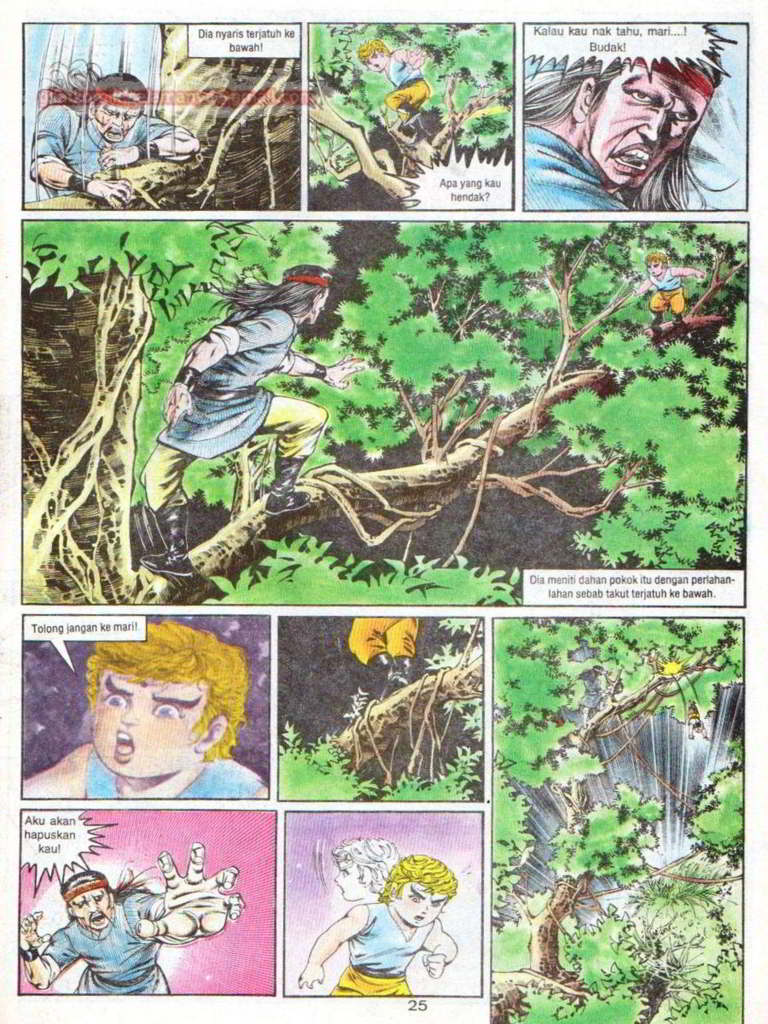 Dia nyaris terjatuh ke
bawah!
Apa yang kau
hendak?
Kalau kau nak tahu, mari....!
Budak!
Dia meniti dahan pokok itu dengan perlahan-
lahan sebab takut terjatuh ke bawah.
Tolong jangan ke mari!
Aku akan
hapuskan
kau!
25